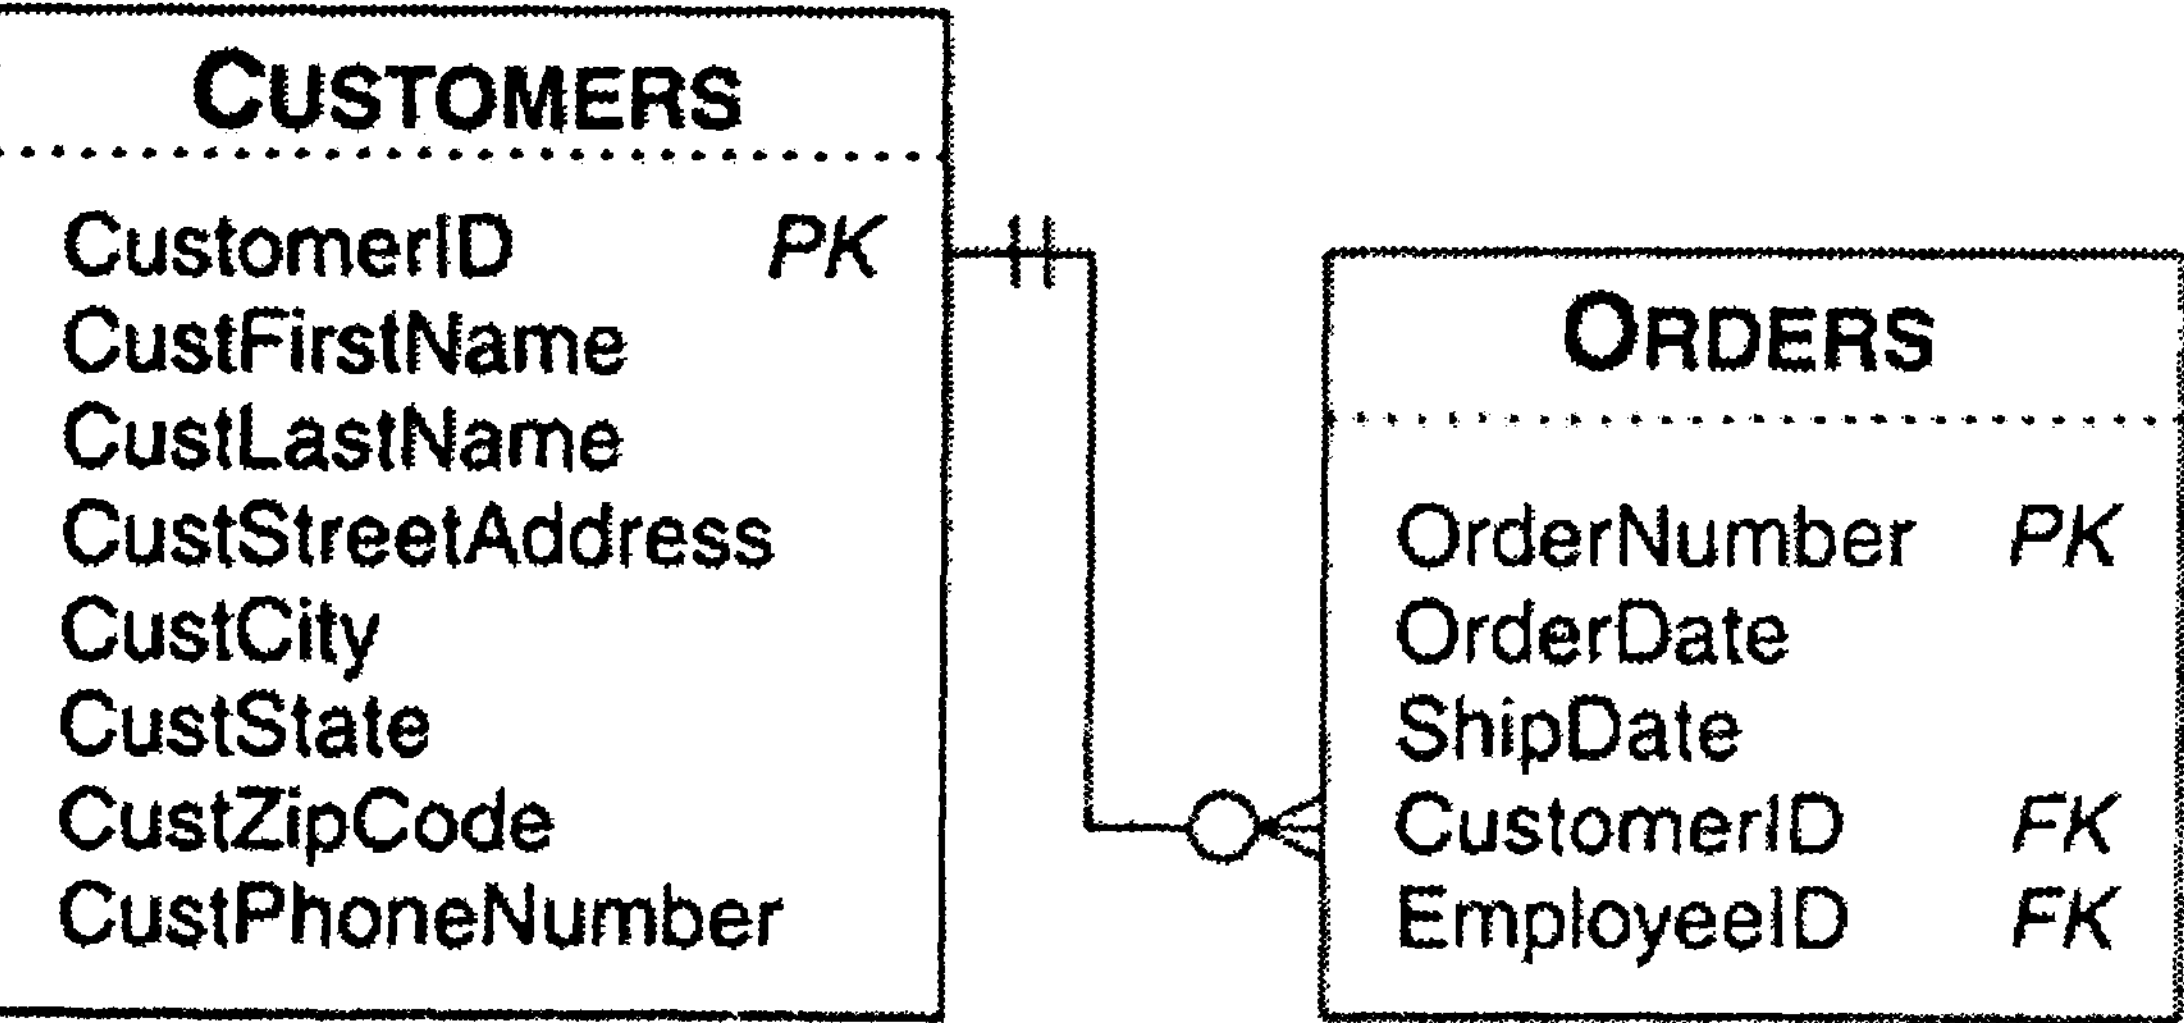 CUSTOMERS
CustomerID PK
CustFirstName
CustLastName
CustStreetAddress
CustCity
CustState
CustZipCode
CustPhoneNumber
ORDERS
OrderNumber PK
OrderDate
ShipDate
CustomerID FK
EmployeeID FK